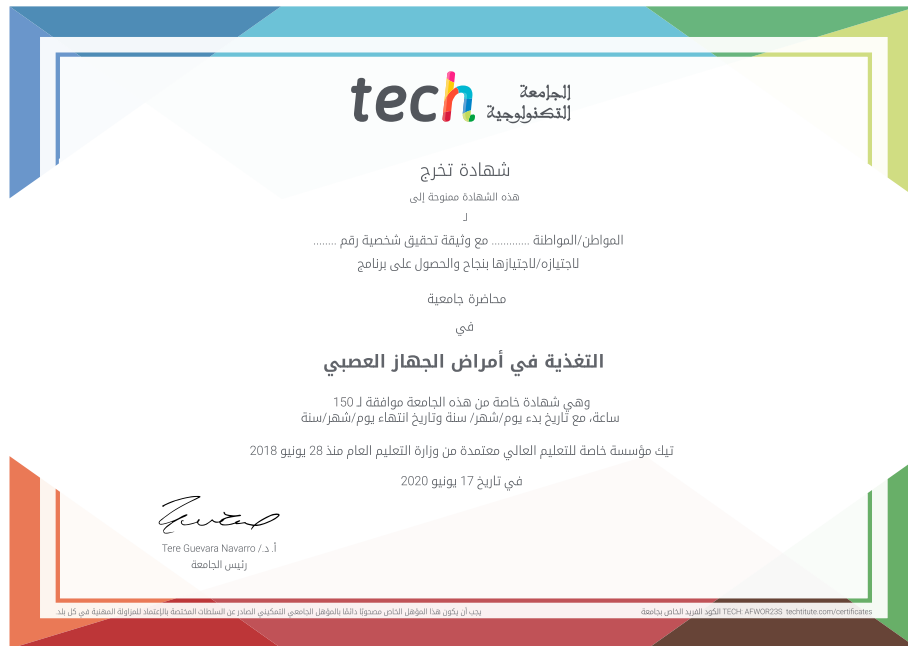 tech
الجامعة
التكنولوجية
شهادة تخرج
هذه الشهادة ممنوحة إلى
لـ
المواطن/المواطنة ............. مع وثيقة تحقيق شخصية رقم ........
لاجتيازه/لاجتيازها بنجاح والحصول على برنامج
محاضرة جامعية
في
التغذية في أمراض الجهاز العصبي
وهي شهادة خاصة من هذه الجامعة موافقة لـ 150
ساعة، مع تاريخ بدء يوم/شهر/ سنة وتاريخ انتهاء يوم/شهر/سنة
تيك مؤسسة خاصة للتعليم العالي معتمدة من وزارة التعليم العام منذ 28 يونيو 2018
في تاريخ 17 يونيو 2020
أ. د./ Tere Guevara Navarro
رئيس الجامعة
يجب أن يكون هذا المؤهل الخاص مصحوبًا دائمًا بالمؤهل الجامعي التمكيني الصادر عن السلطات المختصة بالإعتماد للمزاولة المهنية في كل بلد
الكود الفريد الخاص بجامعة TECH: AFWOR23S techtitute.com/certificates